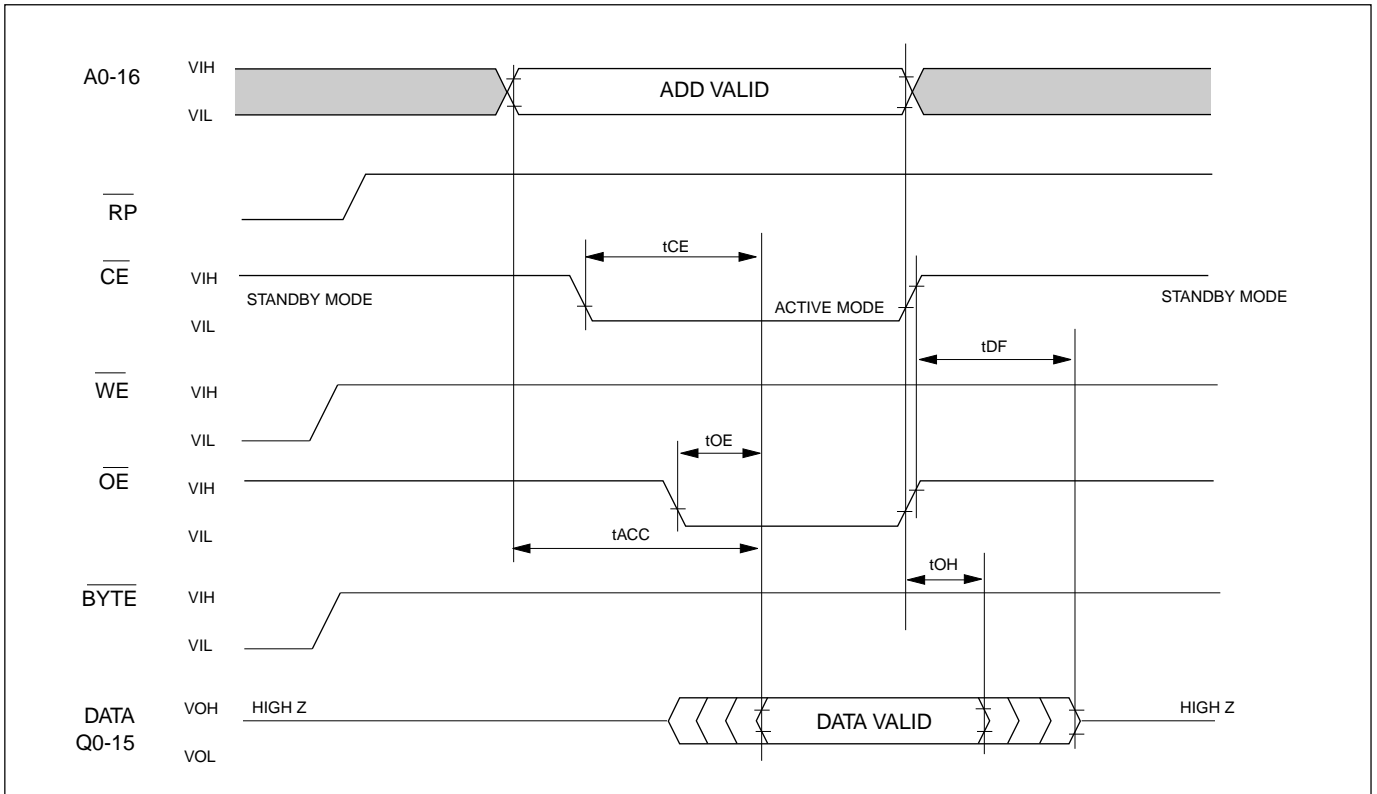 A0-16
VIH
VIL
ADD VALID
RP
tCE
CE
VIH
VIL
STANDBY MODE
ACTIVE MODE
STANDBY MODE
tDF
WE
VIH
VIL
tOE
OE
VIH
VIL
tACC
tOH
BYTE
VIH
VIL
DATA
Q0-15
VOH
VOL
HIGH Z
DATA VALID
HIGH Z